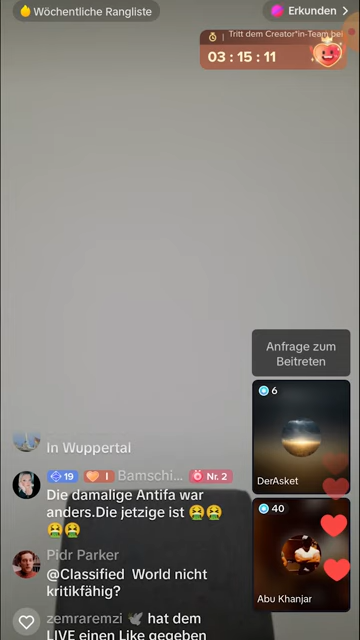 Wöchentliche Rangliste
Erkunden
Tritt dem Creator*in-Team bei
03 : 15 : 11
Anfrage zum
Beitreten
6
DerAsket
In Wuppertal
19 I Bamschi... Nr. 2
Die damalige Antifa war
anders.Die jetzige ist 🤮🤮
🤮🤮
40
Pidr Parker
@Classified World nicht
kritikfähig?
Abu Khanjar
zemraremzi 🕊 hat dem
LIVE einen Like gegeben